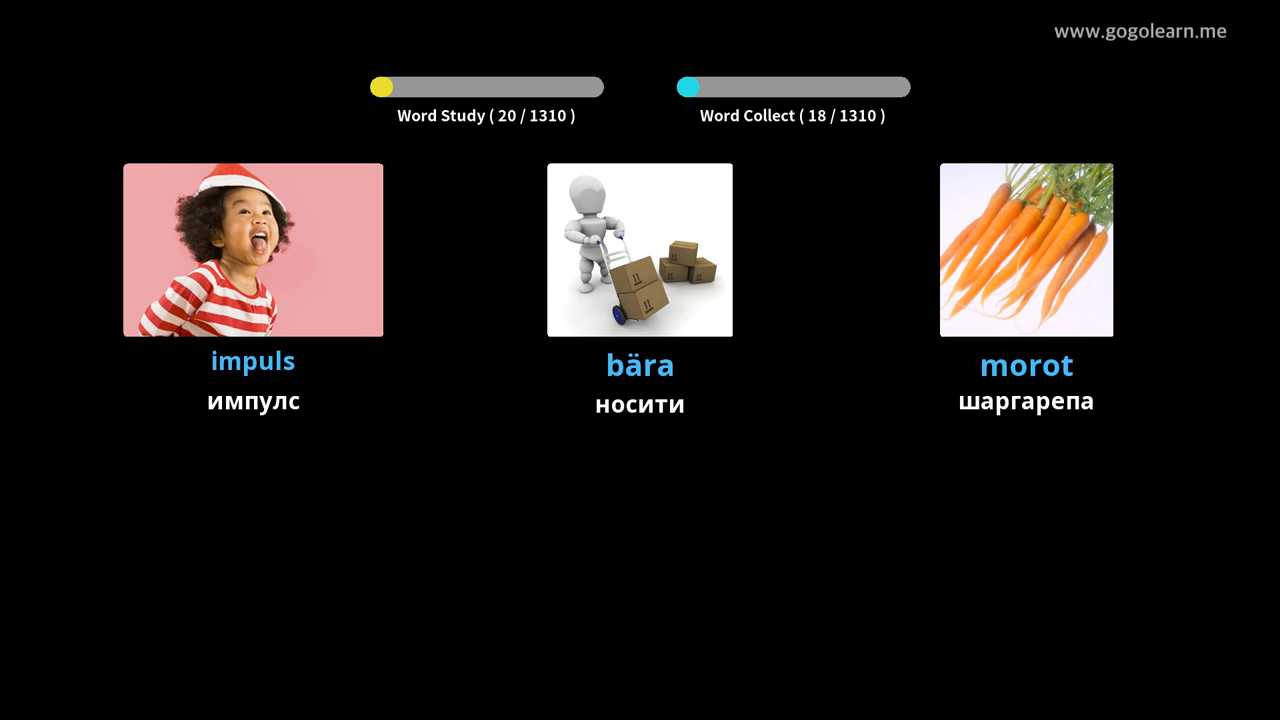 www.gogolearn.me
Word Study ( 20 / 1310 )
Word Collect ( 18 / 1310 )
impuls
импулс
bära
носити
morot
шаргарепа